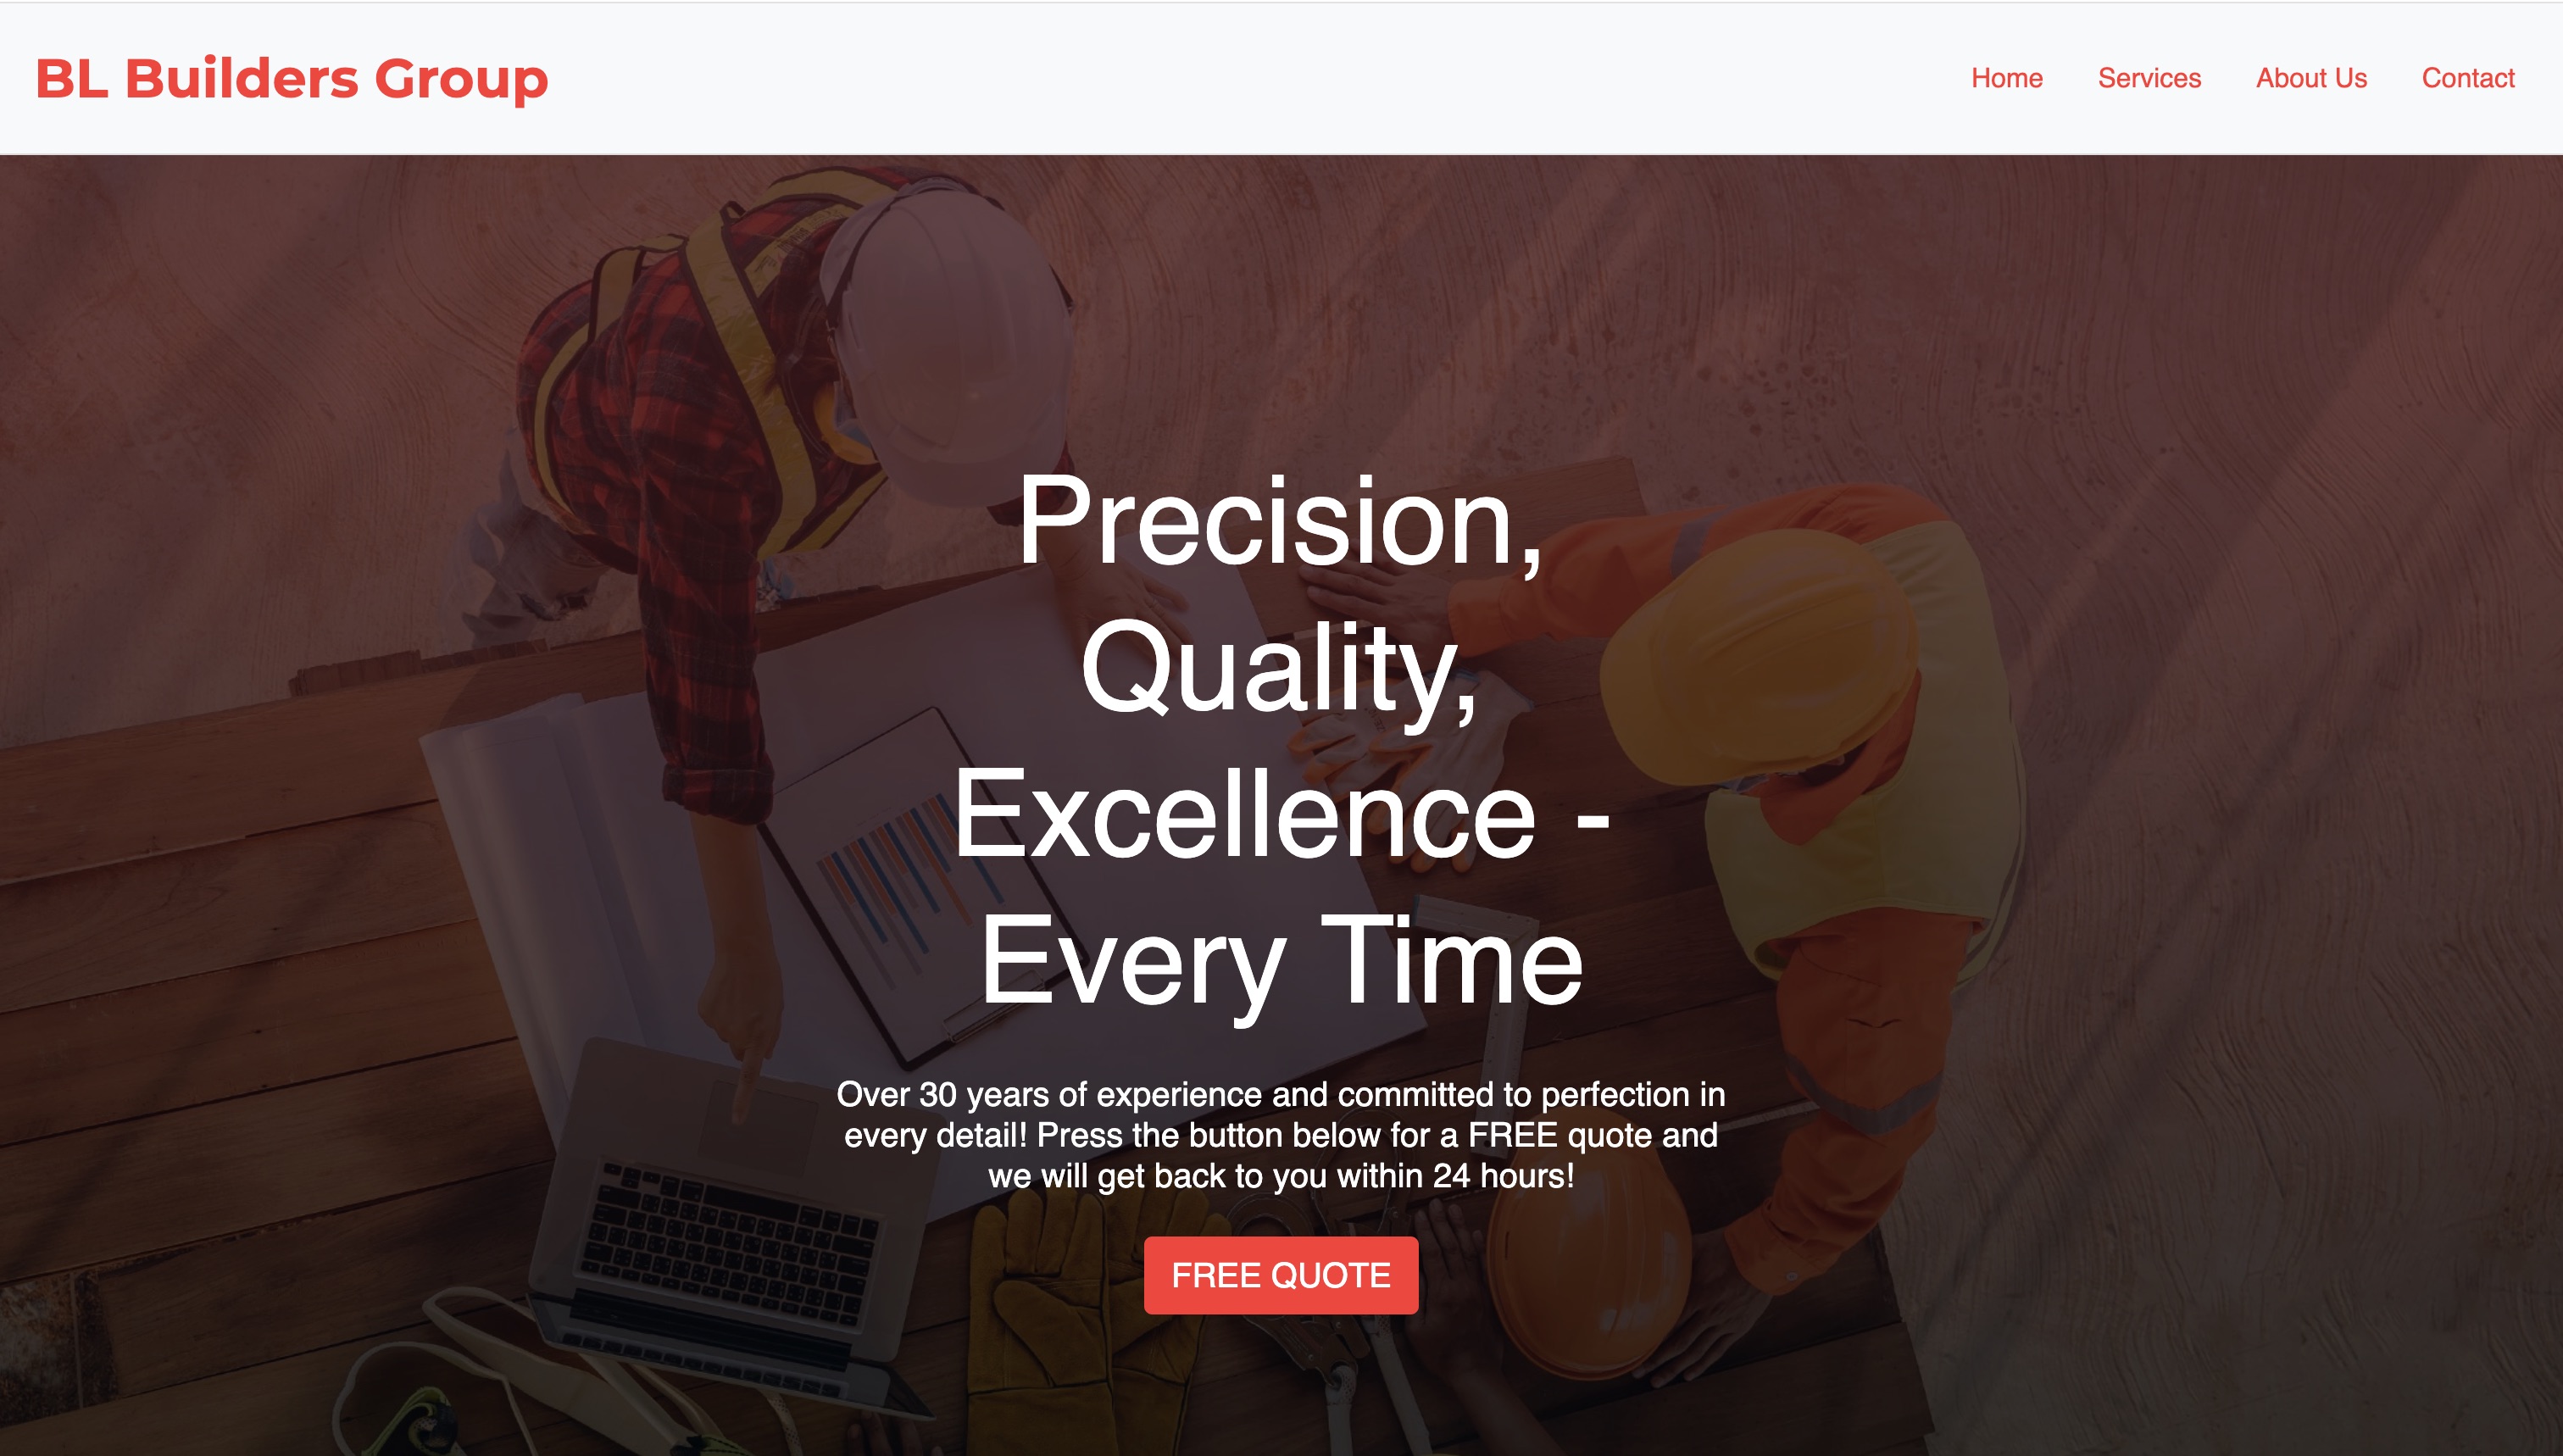 BL Builders Group
Home Services About Us Contact
Precision,
Quality,
Excellence -
Every Time
Over 30 years of experience and committed to perfection in
every detail! Press the button below for a FREE quote and
we will get back to you within 24 hours!
FREE QUOTE